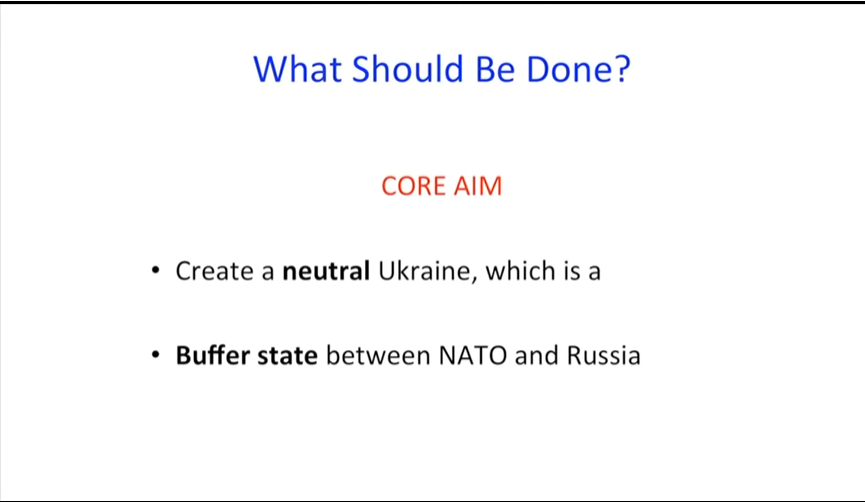 What Should Be Done?
CORE AIM
• Create a neutral Ukraine, which is a
• Buffer state between NATO and Russia